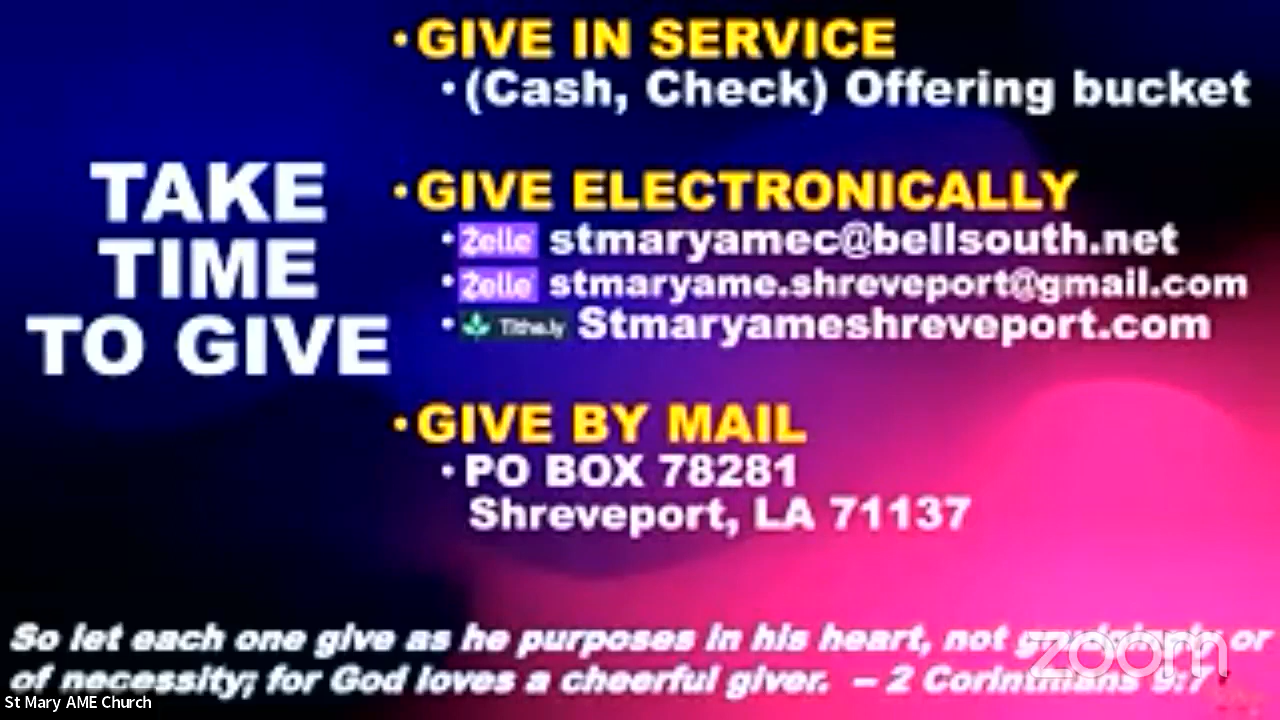 TAKE
TIME
TO GIVE
•GIVE IN SERVICE
•(Cash, Check) Offering bucket
•GIVE ELECTRONICALLY
•Zelle stmaryamec@bellsouth.net
•Zelle stmaryame.shreveport@gmail.com
•Tithe.ly Stmaryameshreveport.com
•GIVE BY MAIL
•PO BOX 78281
Shreveport, LA 71137
So let each one give as he purposes in his heart, not grudgingly or
of necessity; for God loves a cheerful giver. – 2 Corinthians 9:7
zoom
St Mary AME Church